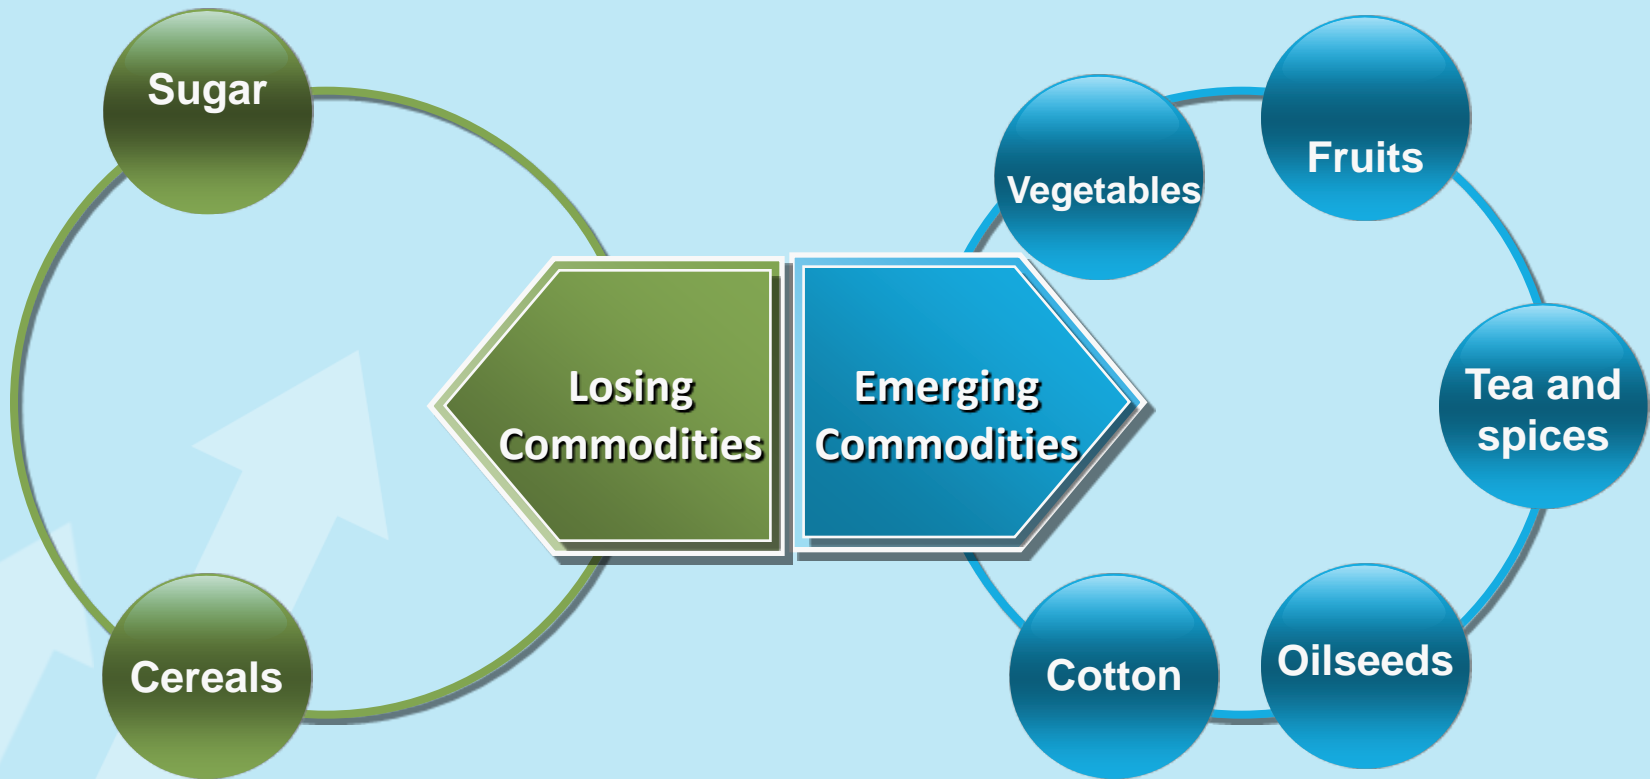 Sugar
Cereals
Losing
Commodities
Emerging
Commodities
Vegetables
Fruits
Tea and
spices
Oilseeds
Cotton